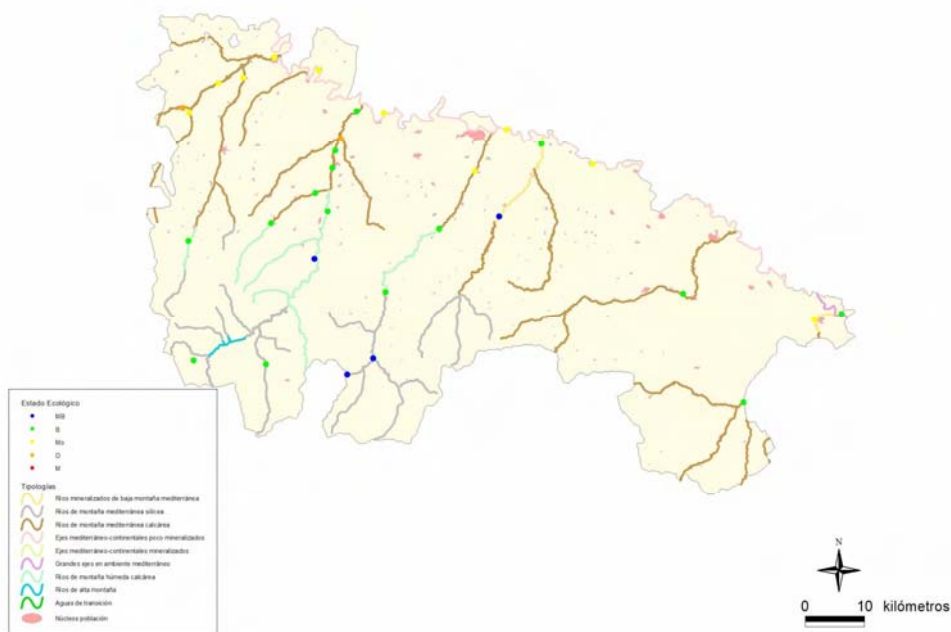 Estado Ecológico
MB
B
Mo
D
M
Tipologías
Ríos mineralizados de baja montaña mediterránea
Ríos de montaña mediterránea silícea
Ríos de montaña mediterránea calcárea
Ejes mediterráneo-continentales poco mineralizados
Ejes mediterráneo-continentales mineralizados
Grandes ejes en ambiente mediterráneo
Ríos de montaña húmeda calcárea
Ríos de alta montaña
Aguas de transición
Núcleos población
N
0 10 kilómetros